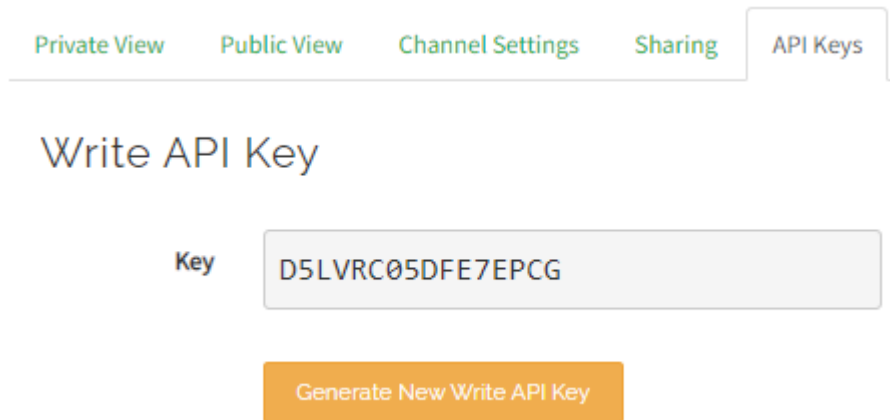 Private View Public View Channel Settings Sharing API Keys
Write API Key
Key D5LVRC05DFE7EPCG
Generate New Write API Key